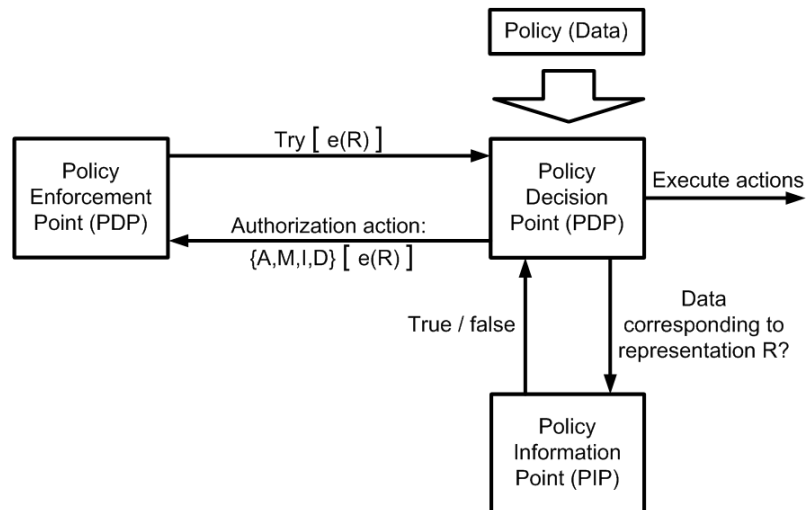 Policy (Data)
Try [ e(R) ]
Policy
Enforcement
Point (PDP)
Policy
Decision
Point (PDP)
Execute actions
Authorization action:
{A,M,I,D} [ e(R) ]
True / false
Data
corresponding to
representation R?
Policy
Information
Point (PIP)